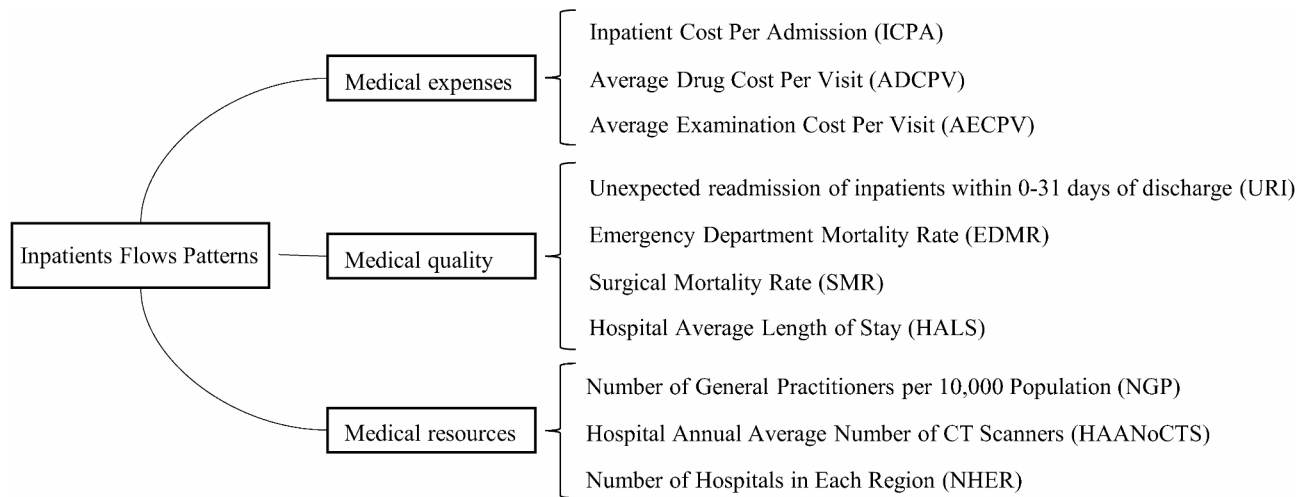 Inpatients Flows Patterns
Medical expenses
Inpatient Cost Per Admission (ICPA)
Average Drug Cost Per Visit (ADCPV)
Average Examination Cost Per Visit (AECPV)
Medical quality
Unexpected readmission of inpatients within 0-31 days of discharge (URI)
Emergency Department Mortality Rate (EDMR)
Surgical Mortality Rate (SMR)
Hospital Average Length of Stay (HALS)
Medical resources
Number of General Practitioners per 10,000 Population (NGP)
Hospital Annual Average Number of CT Scanners (HAANoCTS)
Number of Hospitals in Each Region (NHER)